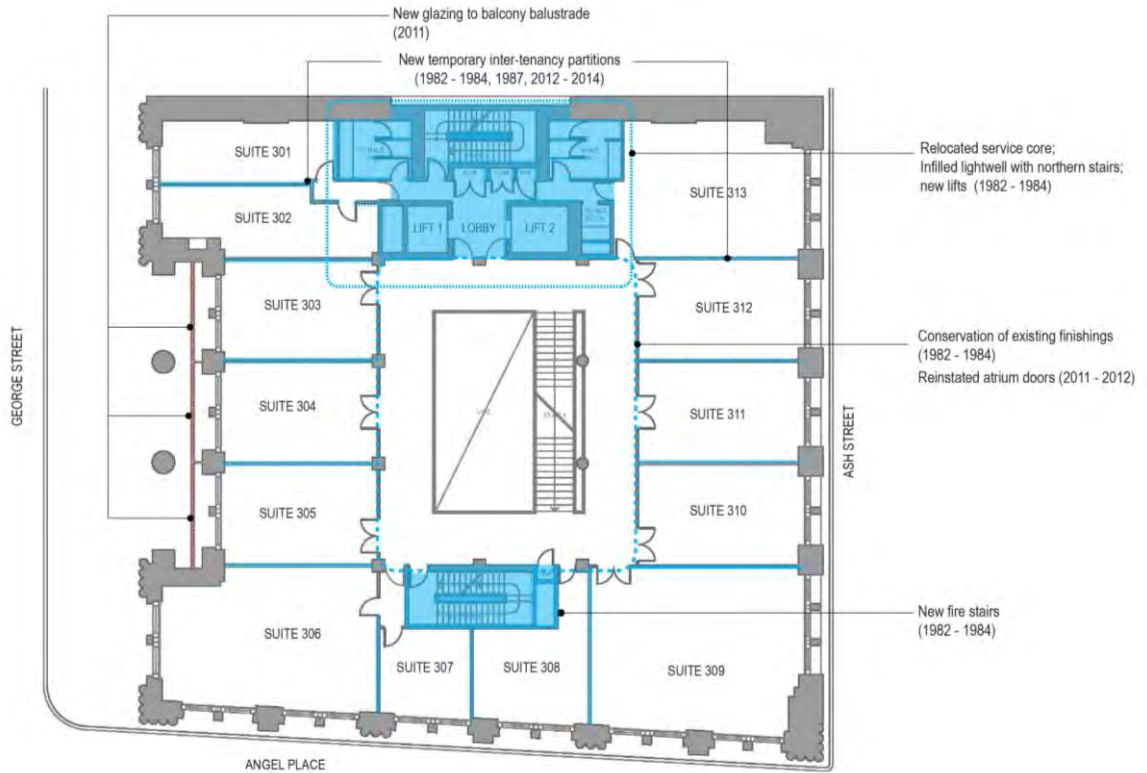 New glazing to balcony balustrade
(2011)
New temporary inter-tenancy partitions
(1982 - 1984, 1987, 2012 - 2014)
Relocated service core;
Infilled lightwell with northern stairs;
new lifts (1982 - 1984)
SUITE 301
SUITE 302
SUITE 313
LIFT 1
LOBBY
LIFT 2
SUITE 303
SUITE 312
GEORGE STREET
Conservation of existing finishings
(1982 - 1984)
Reinstated atrium doors (2011 - 2012)
SUITE 304
SUITE 311
ASH STREET
SUITE 305
SUITE 310
New fire stairs
(1982 - 1984)
SUITE 306
SUITE 307
SUITE 308
SUITE 309
ANGEL PLACE